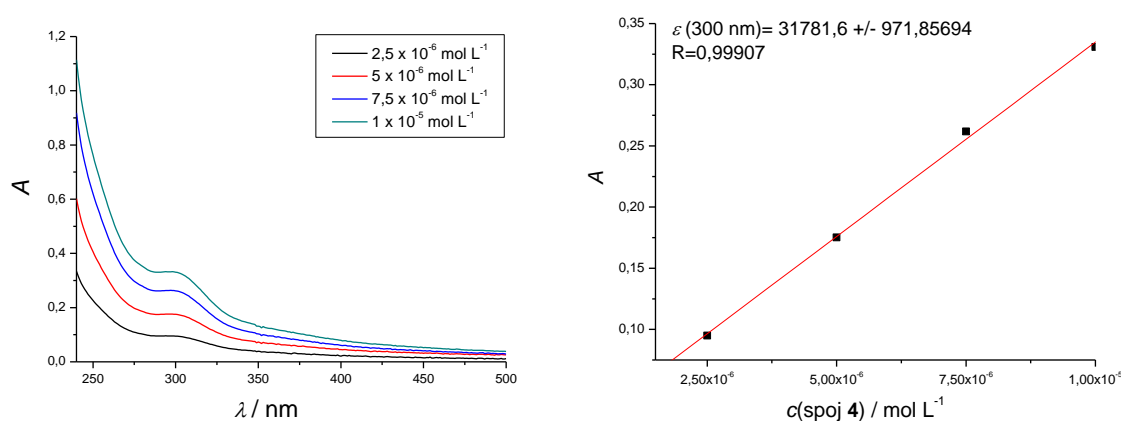 1,2
1,0
0,8
0,6
0,4
0,2
0,0
A
250 300 350 400 450 500
λ / nm
2,5 x 10⁻⁶ mol L⁻¹
5 x 10⁻⁶ mol L⁻¹
7,5 x 10⁻⁶ mol L⁻¹
1 x 10⁻⁵ mol L⁻¹
0,35
0,30
0,25
0,20
0,15
0,10
A
ε (300 nm)= 31781,6 +/- 971,85694
R=0,99907
2,50x10⁻⁶ 5,00x10⁻⁶ 7,50x10⁻⁶ 1,00x10⁻⁵
c(spoj 4) / mol L⁻¹